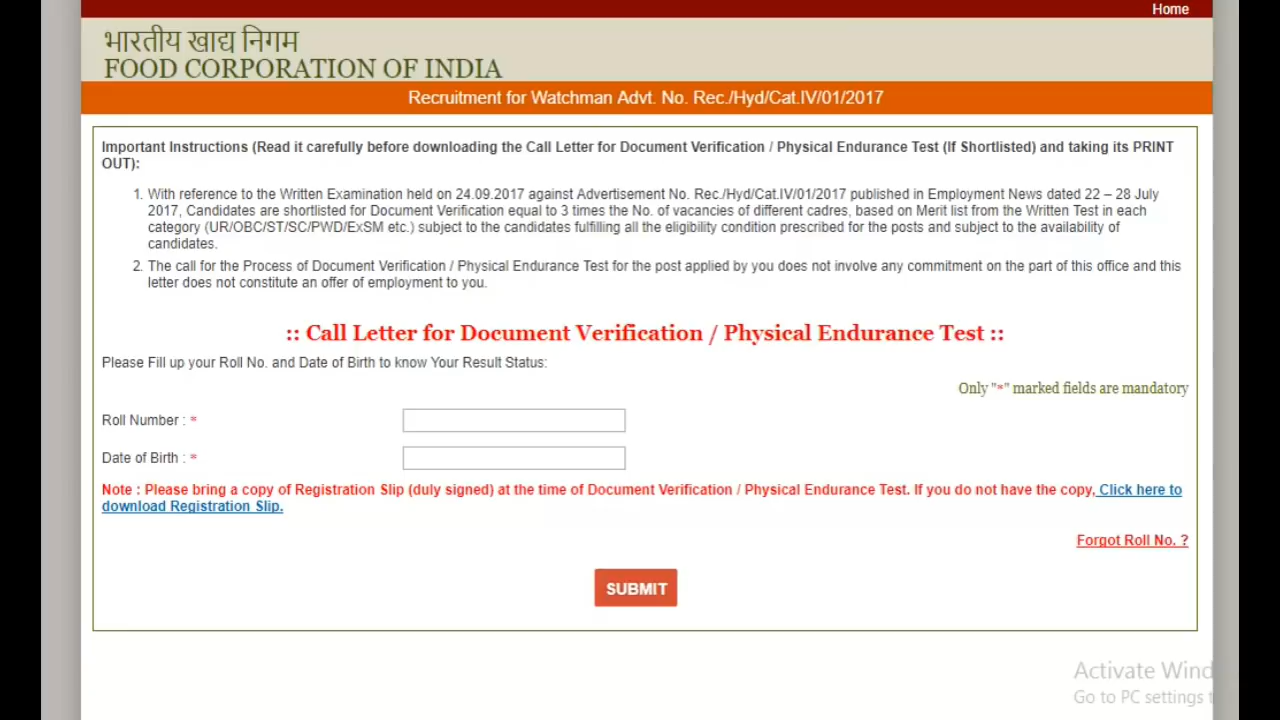 Home
भारतीय खाद्य निगम
FOOD CORPORATION OF INDIA
Recruitment for Watchman Advt. No. Rec./Hyd/Cat.IV/01/2017
Important Instructions (Read it carefully before downloading the Call Letter for Document Verification / Physical Endurance Test (If Shortlisted) and taking its PRINT
OUT):
1. With reference to the Written Examination held on 24.09.2017 against Advertisement No. Rec./Hyd/Cat.IV/01/2017 published in Employment News dated 22 – 28 July
2017, Candidates are shortlisted for Document Verification equal to 3 times the No. of vacancies of different cadres, based on Merit list from the Written Test in each
category (UR/OBC/ST/SC/PWD/ExSM etc.) subject to the candidates fulfilling all the eligibility condition prescribed for the posts and subject to the availability of
candidates.
2. The call for the Process of Document Verification / Physical Endurance Test for the post applied by you does not involve any commitment on the part of this office and this
letter does not constitute an offer of employment to you.
:: Call Letter for Document Verification / Physical Endurance Test ::
Please Fill up your Roll No. and Date of Birth to know Your Result Status:
Only "*" marked fields are mandatory
Roll Number : *
Date of Birth : *
Note : Please bring a copy of Registration Slip (duly signed) at the time of Document Verification / Physical Endurance Test. If you do not have the copy, Click here to
download Registration Slip.
Forgot Roll No. ?
SUBMIT
Activate Wind
Go to PC settings